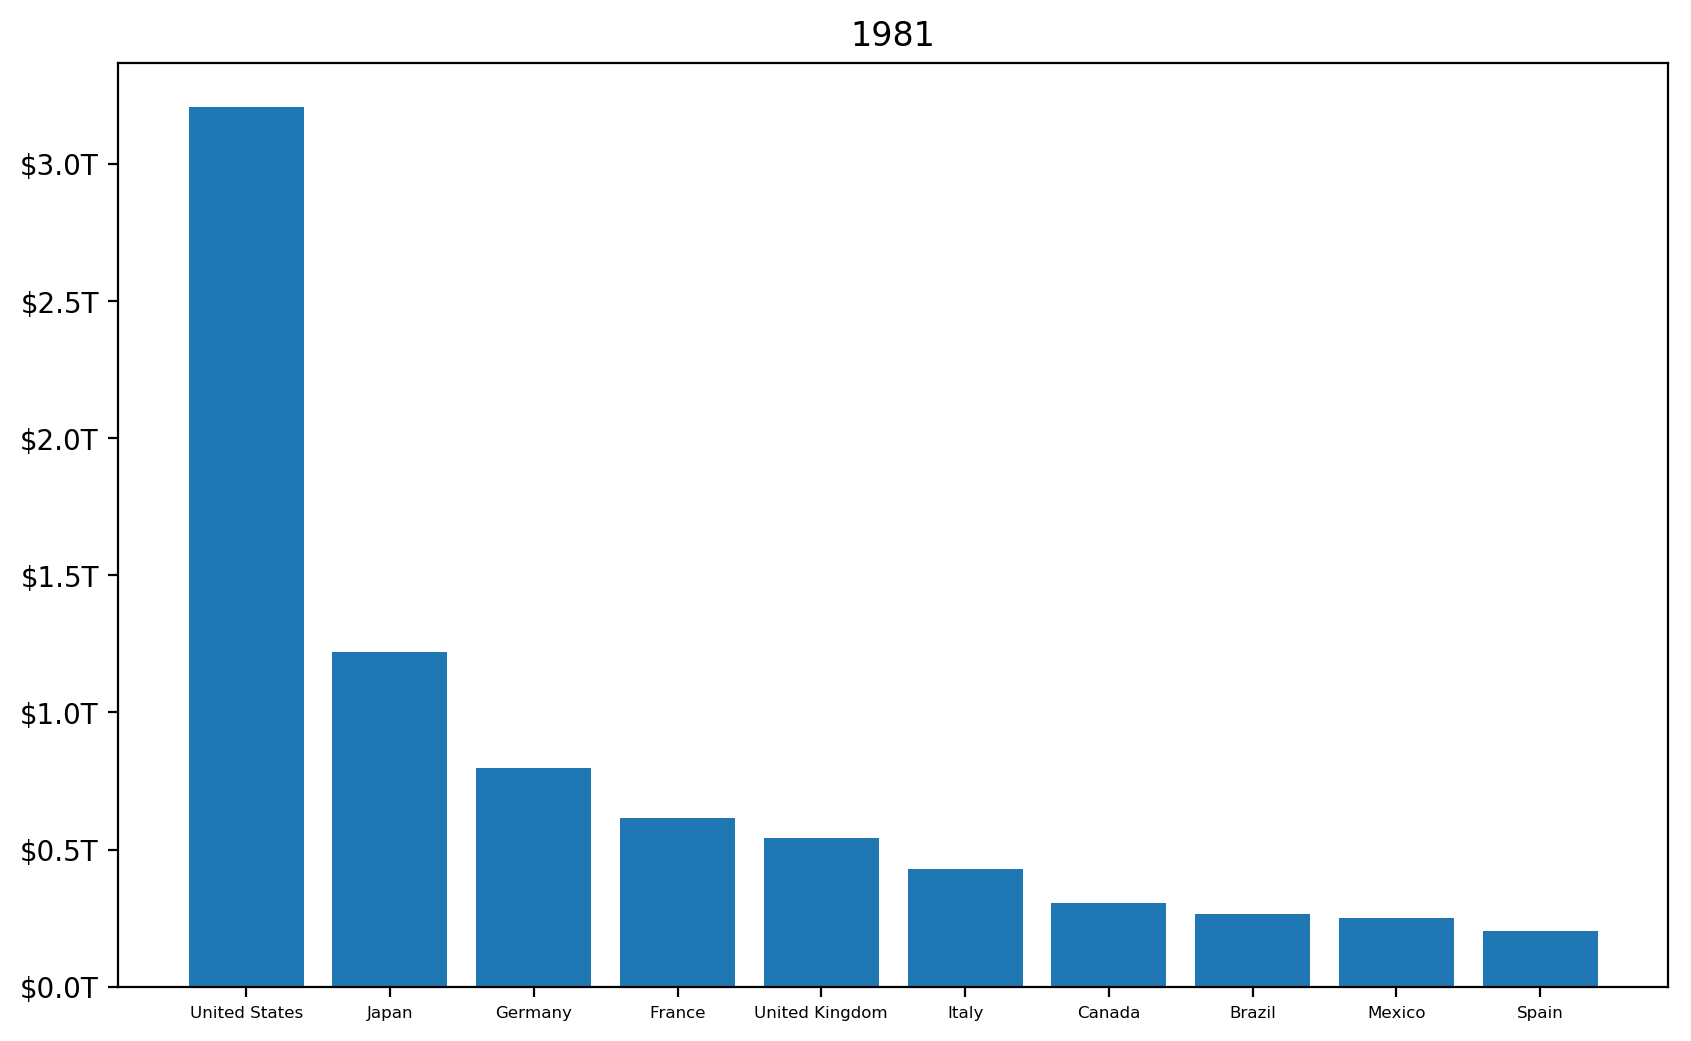 1981
$3.0T
$2.5T
$2.0T
$1.5T
$1.0T
$0.5T
$0.0T
United States Japan Germany France United Kingdom Italy Canada Brazil Mexico Spain